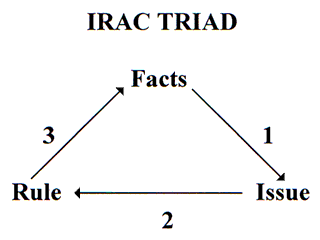 IRAC TRIAD
Facts
3
1
Rule
Issue
2